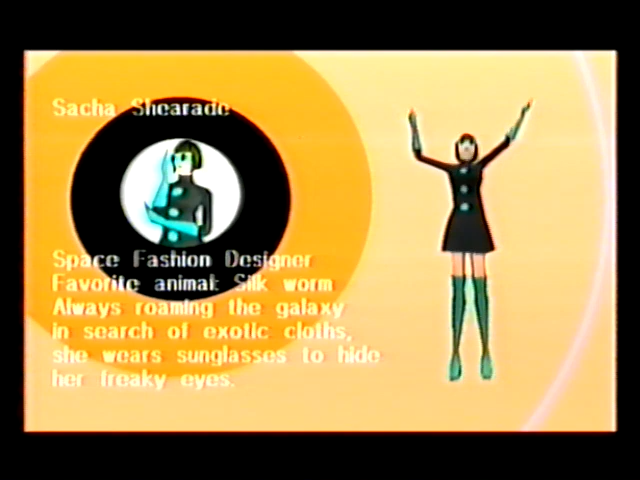 Sacha Shearade
Space Fashion Designer
Favorite animal: Silk worm
Always roaming the galaxy
in search of exotic cloths,
she wears sunglasses to hide
her freaky eyes.